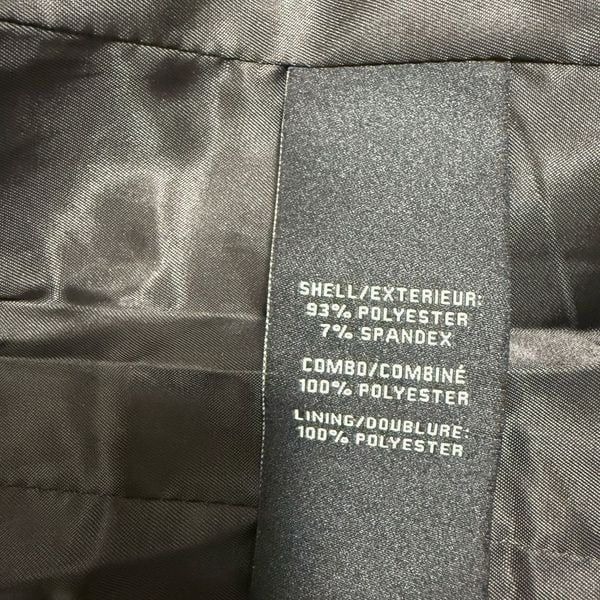 SHELL/EXTERIEUR:
93% POLYESTER
7% SPANDEX
COMBO/COMBINÉ
100% POLYESTER
LINING/DOUBLURE:
100% POLYESTER